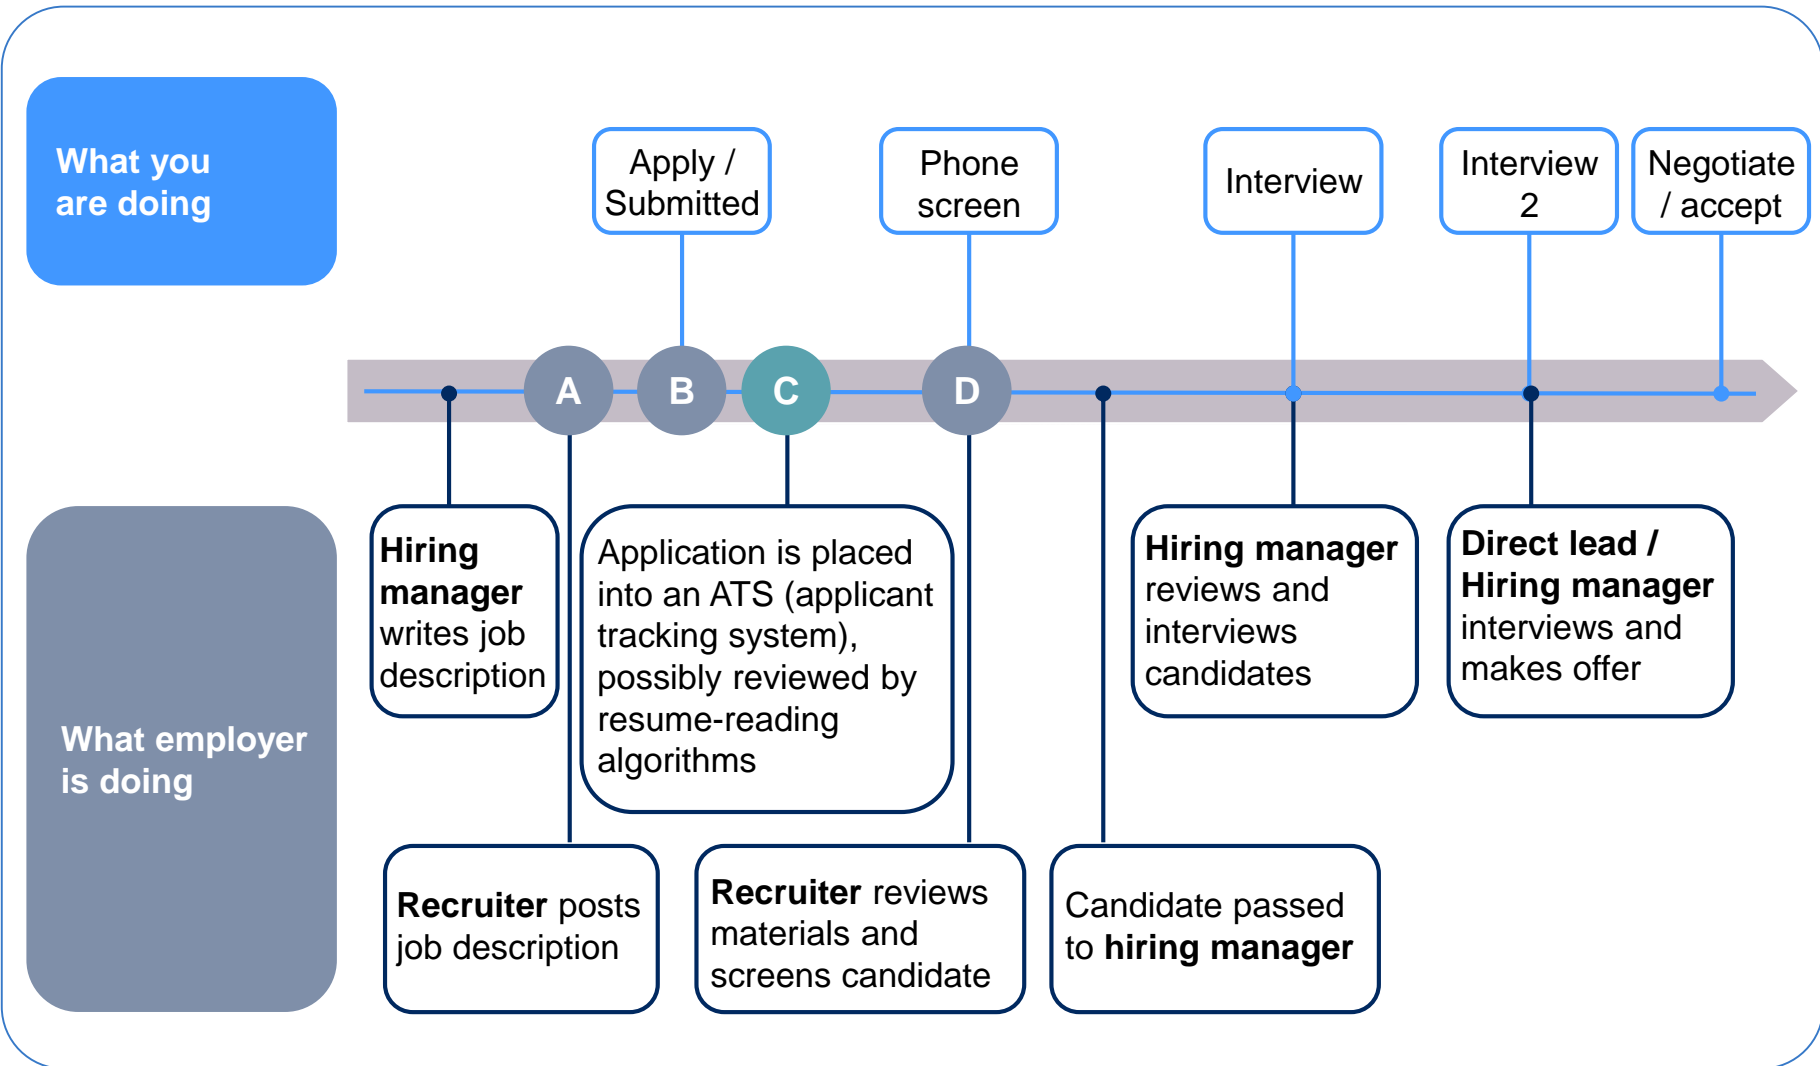 What you
are doing
Apply /
Submitted
Phone
screen
Interview
Interview
2
Negotiate
/ accept
A
B
C
D
What employer
is doing
Hiring
manager
writes job
description
Application is placed
into an ATS (applicant
tracking system),
possibly reviewed by
resume-reading
algorithms
Hiring manager
reviews and
interviews
candidates
Direct lead /
Hiring manager
interviews and
makes offer
Recruiter posts
job description
Recruiter reviews
materials and
screens candidate
Candidate passed
to hiring manager